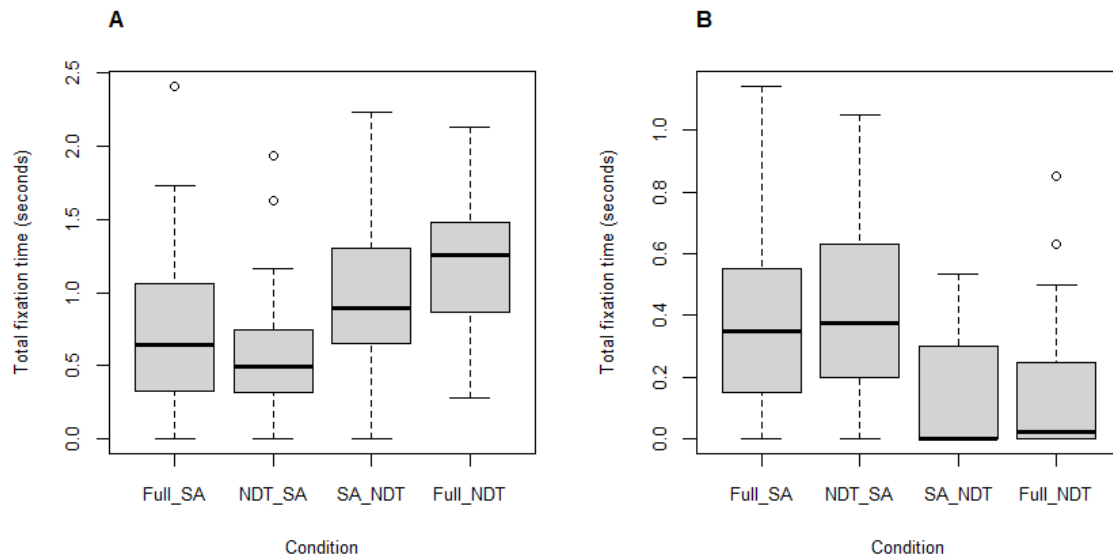 A
Total fixation time (seconds)
2.5
2.0
1.5
1.0
0.5
0.0
Full_SA NDT_SA SA_NDT Full_NDT
Condition
B
Total fixation time (seconds)
1.0
0.8
0.6
0.4
0.2
0.0
Full_SA NDT_SA SA_NDT Full_NDT
Condition